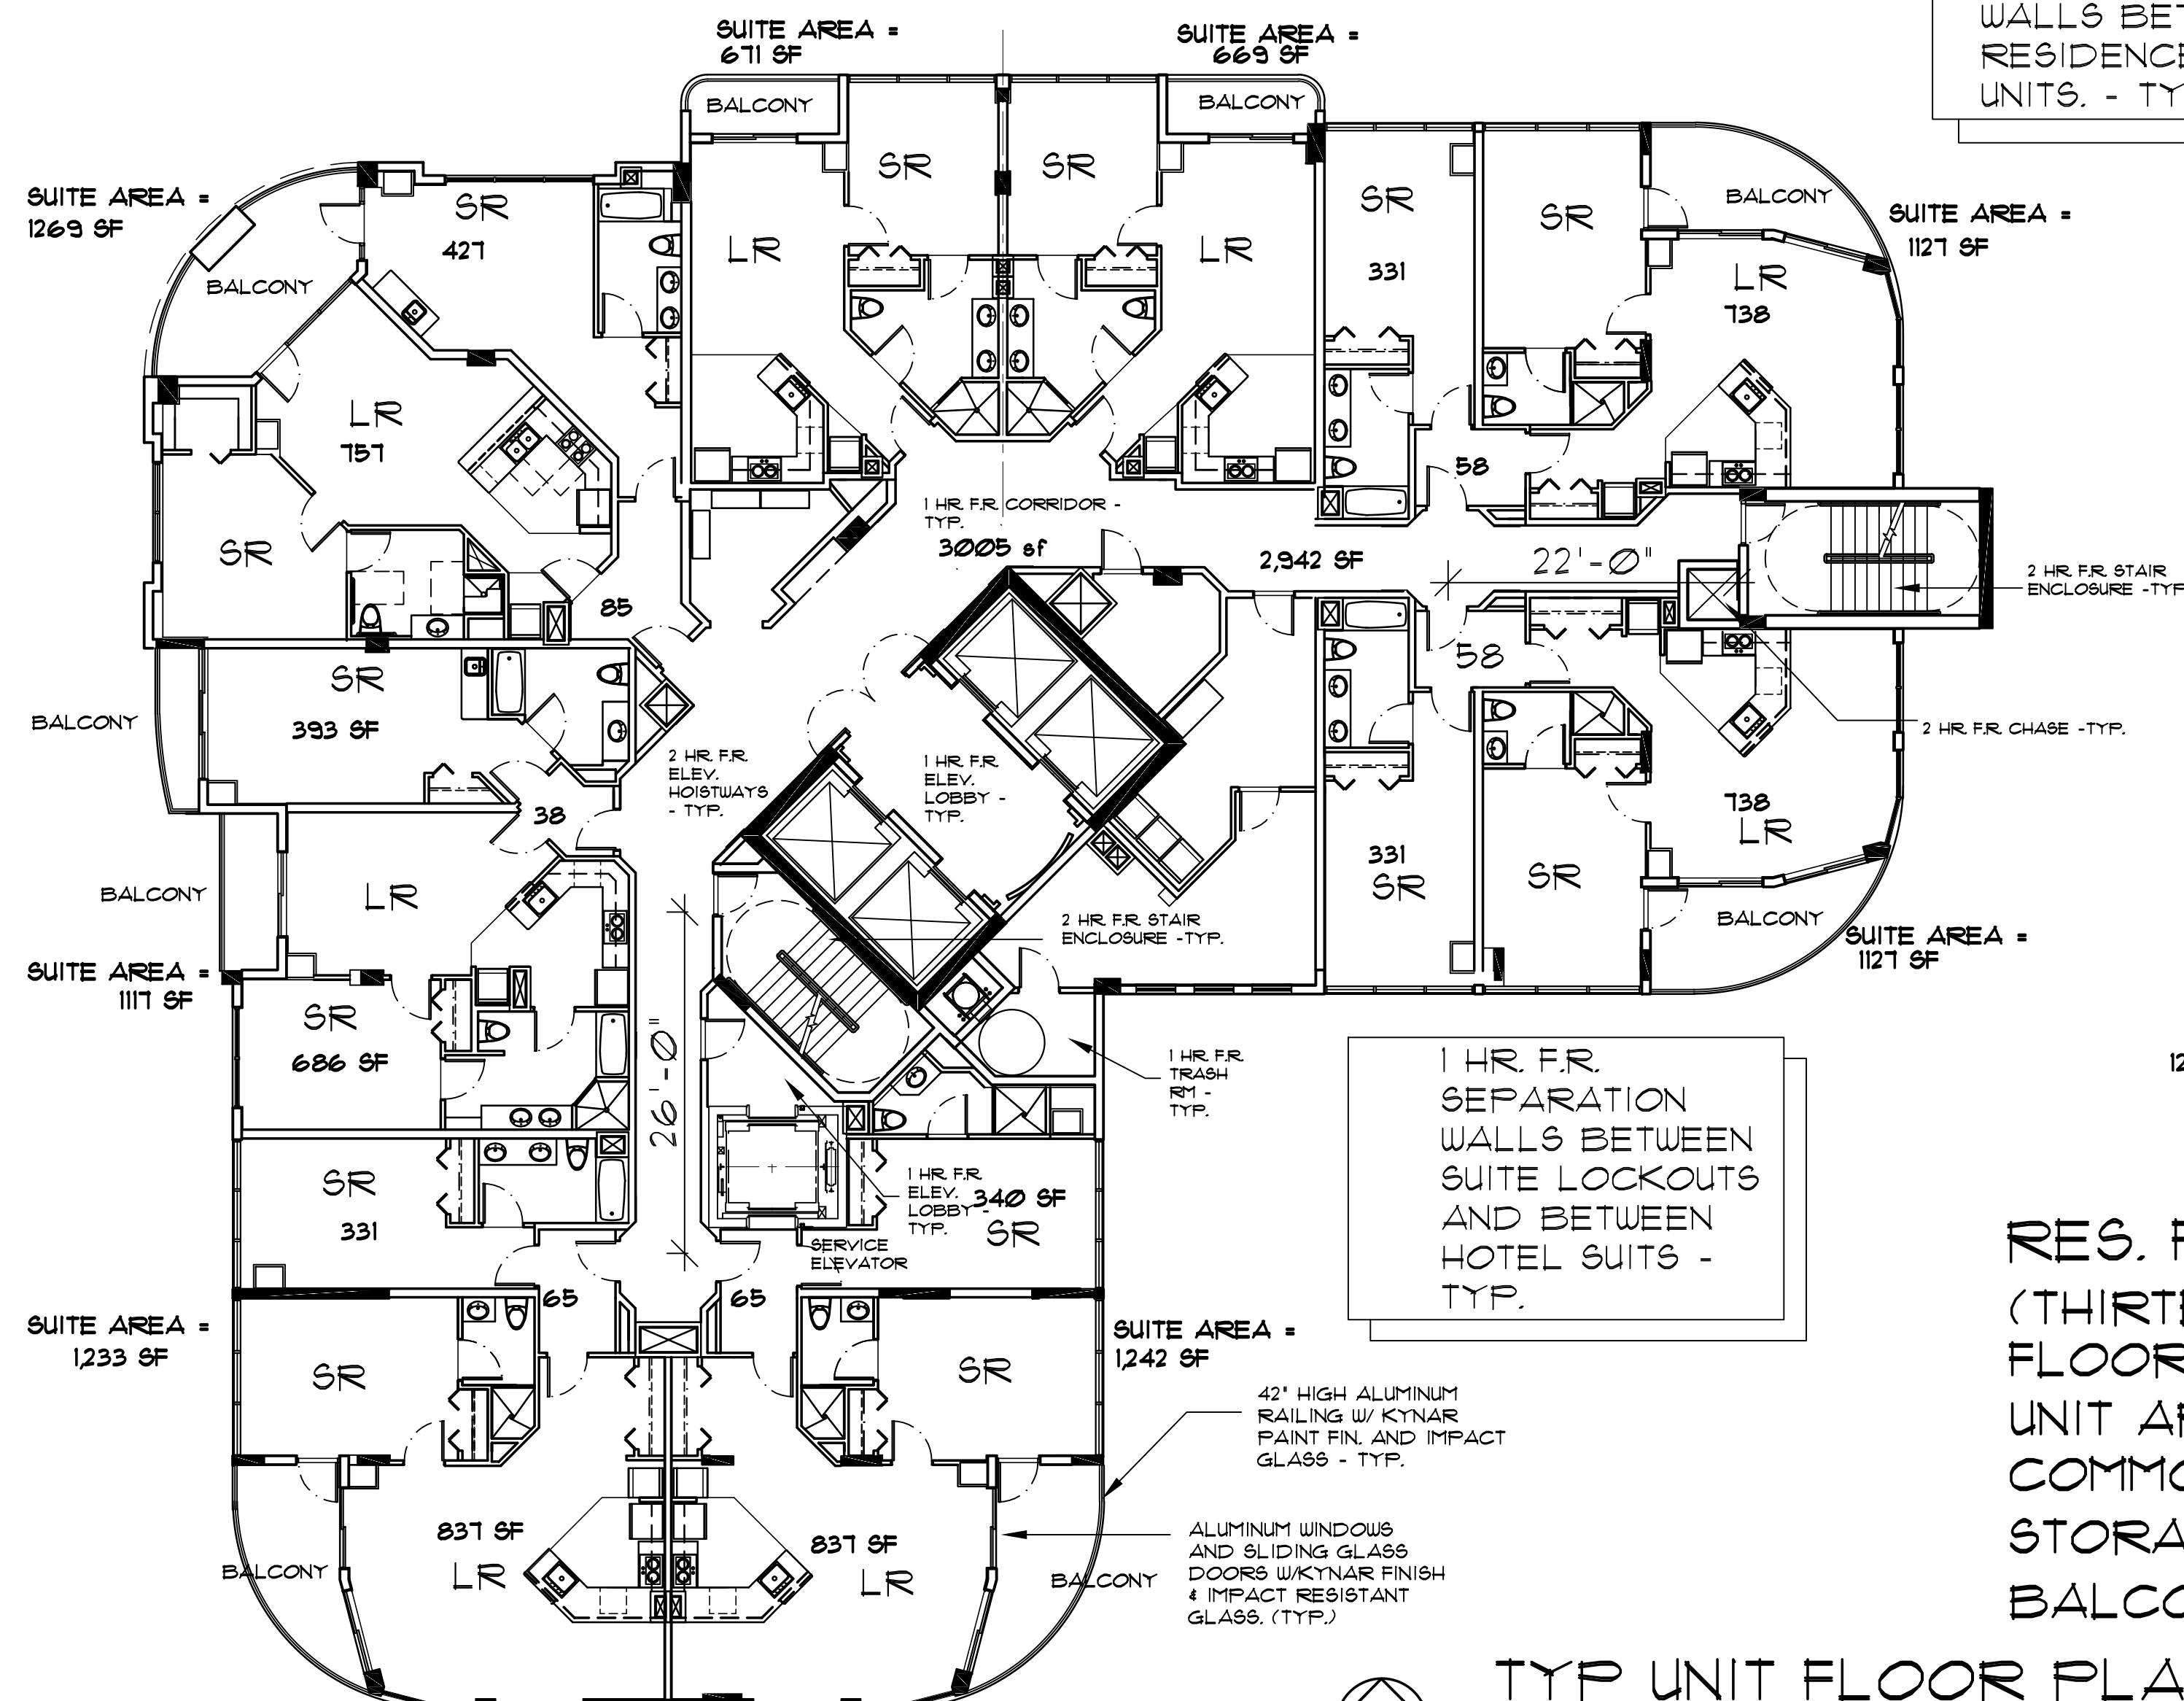 SUITE AREA =
671 SF
SUITE AREA =
669 SF
WALLS
RESIDENCE
UNITS. -
BALCONY
BALCONY
SR
SR
LR
LR
SUITE AREA =
1269 SF
SR
427
BALCONY
SR
331
SR
BALCONY
SUITE AREA =
1127 SF
LR
738
LR
757
SR
85
58
1 HR. F.R. CORRIDOR -
TYP.
3005 sf
2,942 SF
22'-0"
2 HR. F.R. STAIR
ENCLOSURE -TYP
58
SR
393 SF
BALCONY
2 HR. F.R.
ELEV.
HOISTWAYS
- TYP.
1 HR. F.R.
ELEV.
LOBBY -
TYP.
2 HR. F.R. CHASE -TYP.
738
LR
38
331
SR
SR
BALCONY
LR
BALCONY
2 HR. F.R. STAIR
ENCLOSURE -TYP.
SUITE AREA =
1127 SF
SUITE AREA =
1117 SF
SR
686 SF
26'-0"
1 HR. F.R.
TRASH
RM -
TYP.
1 HR. F.R.
SEPARATION
WALLS BETWEEN
SUITE LOCKOUTS
AND BETWEEN
HOTEL SUITS -
TYP.
SR
331
1 HR. F.R.
ELEV.
LOBBY -
TYP.
340 SF
SR
SERVICE
ELEVATOR
65
65
SUITE AREA =
1,233 SF
SUITE AREA =
1,242 SF
SR
SR
42" HIGH ALUMINUM
RAILING W/ KYNAR
PAINT FIN. AND IMPACT
GLASS - TYP.
837 SF
LR
837 SF
LR
BALCONY
BALCONY
ALUMINUM WINDOWS
AND SLIDING GLASS
DOORS W/KYNAR FINISH
& IMPACT RESISTANT
GLASS. (TYP.)
RES.
FLOOR
UNIT
TYP UNIT FLOOR